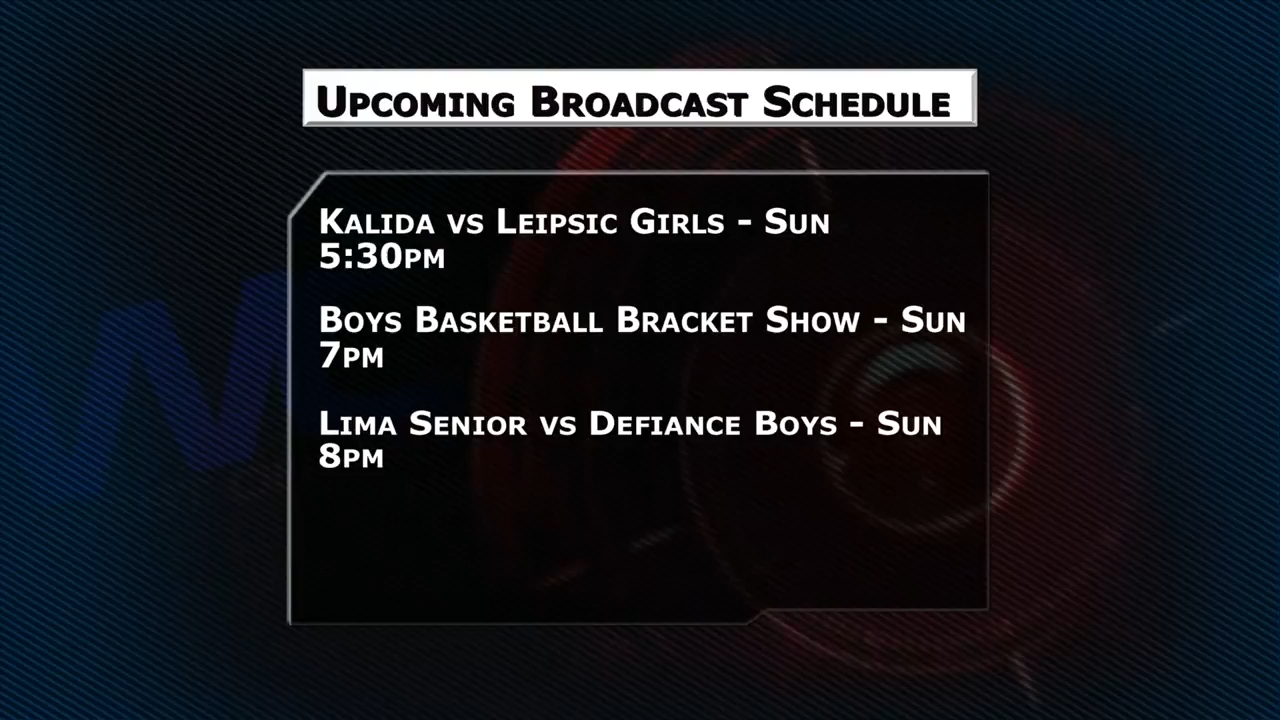 Upcoming Broadcast Schedule
Kalida vs Leipsic Girls - Sun
5:30pm
Boys Basketball Bracket Show - Sun
7pm
Lima Senior vs Defiance Boys - Sun
8pm